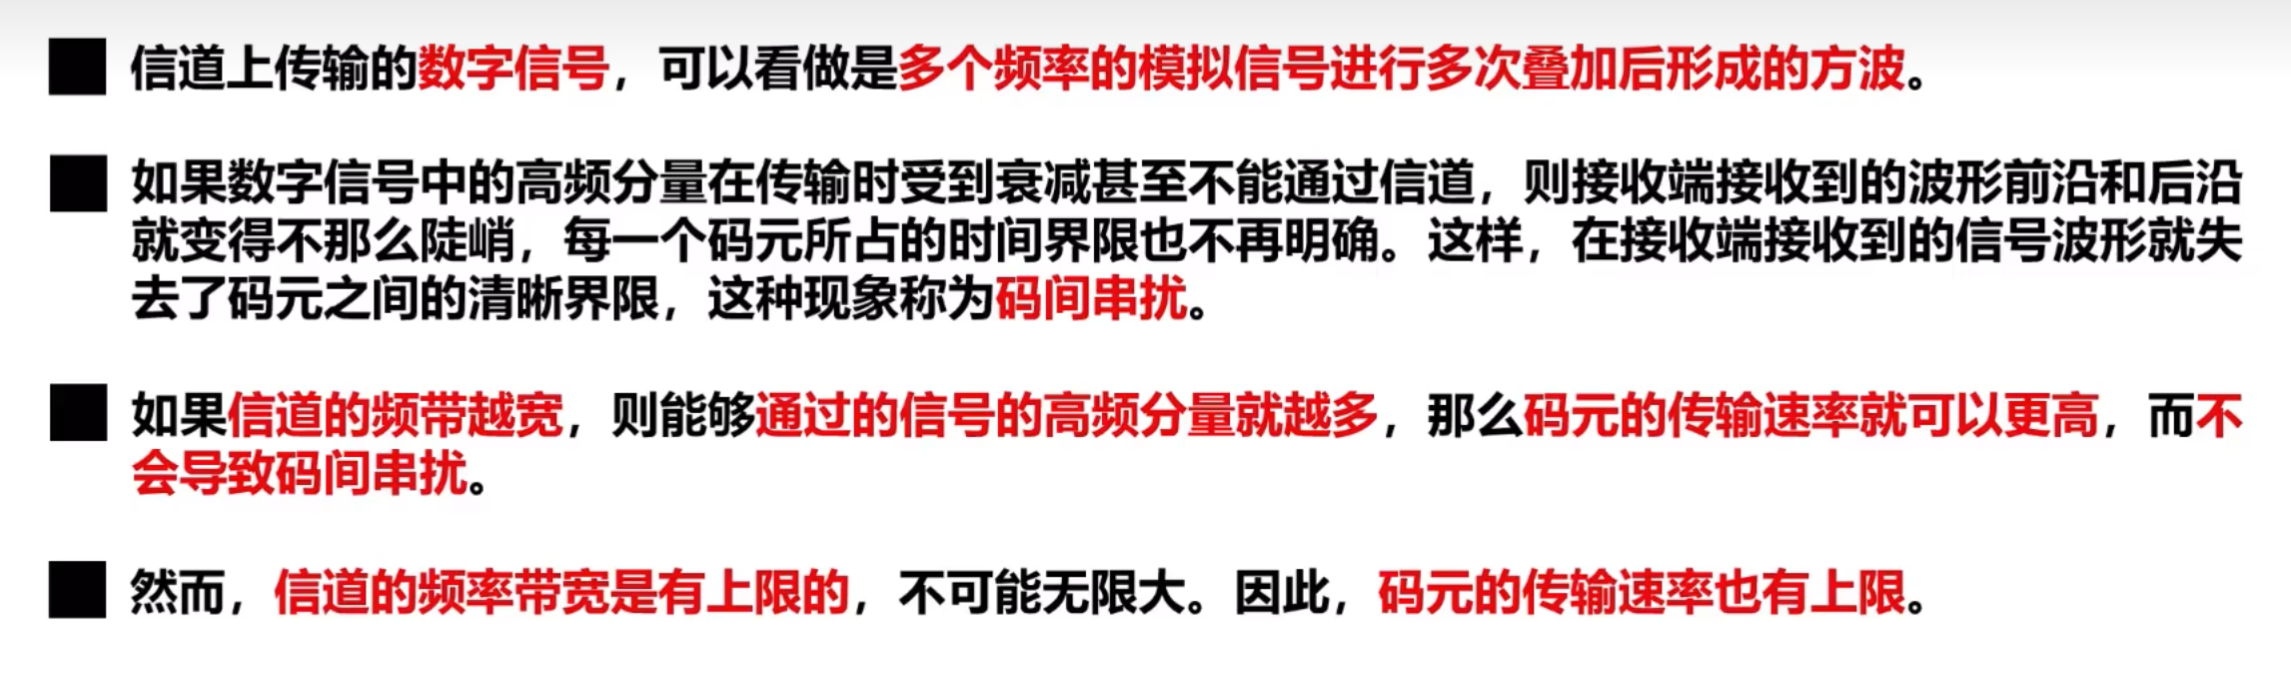 信道上传输的数字信号，可以看做是多个频率的模拟信号进行多次叠加后形成的方波。
如果数字信号中的高频分量在传输时受到衰减甚至不能通过信道，则接收端接收到的波形前沿和后沿
就变得不那么陡峭，每一个码元所占的时间界限也不再明确。这样，在接收端接收到的信号波形就失
去了码元之间的清晰界限，这种现象称为码间串扰。
如果信道的频带越宽，则能够通过的信号的高频分量就越多，那么码元的传输速率就可以更高，而不
会导致码间串扰。
然而，信道的频率带宽是有上限的，不可能无限大。因此，码元的传输速率也有上限。